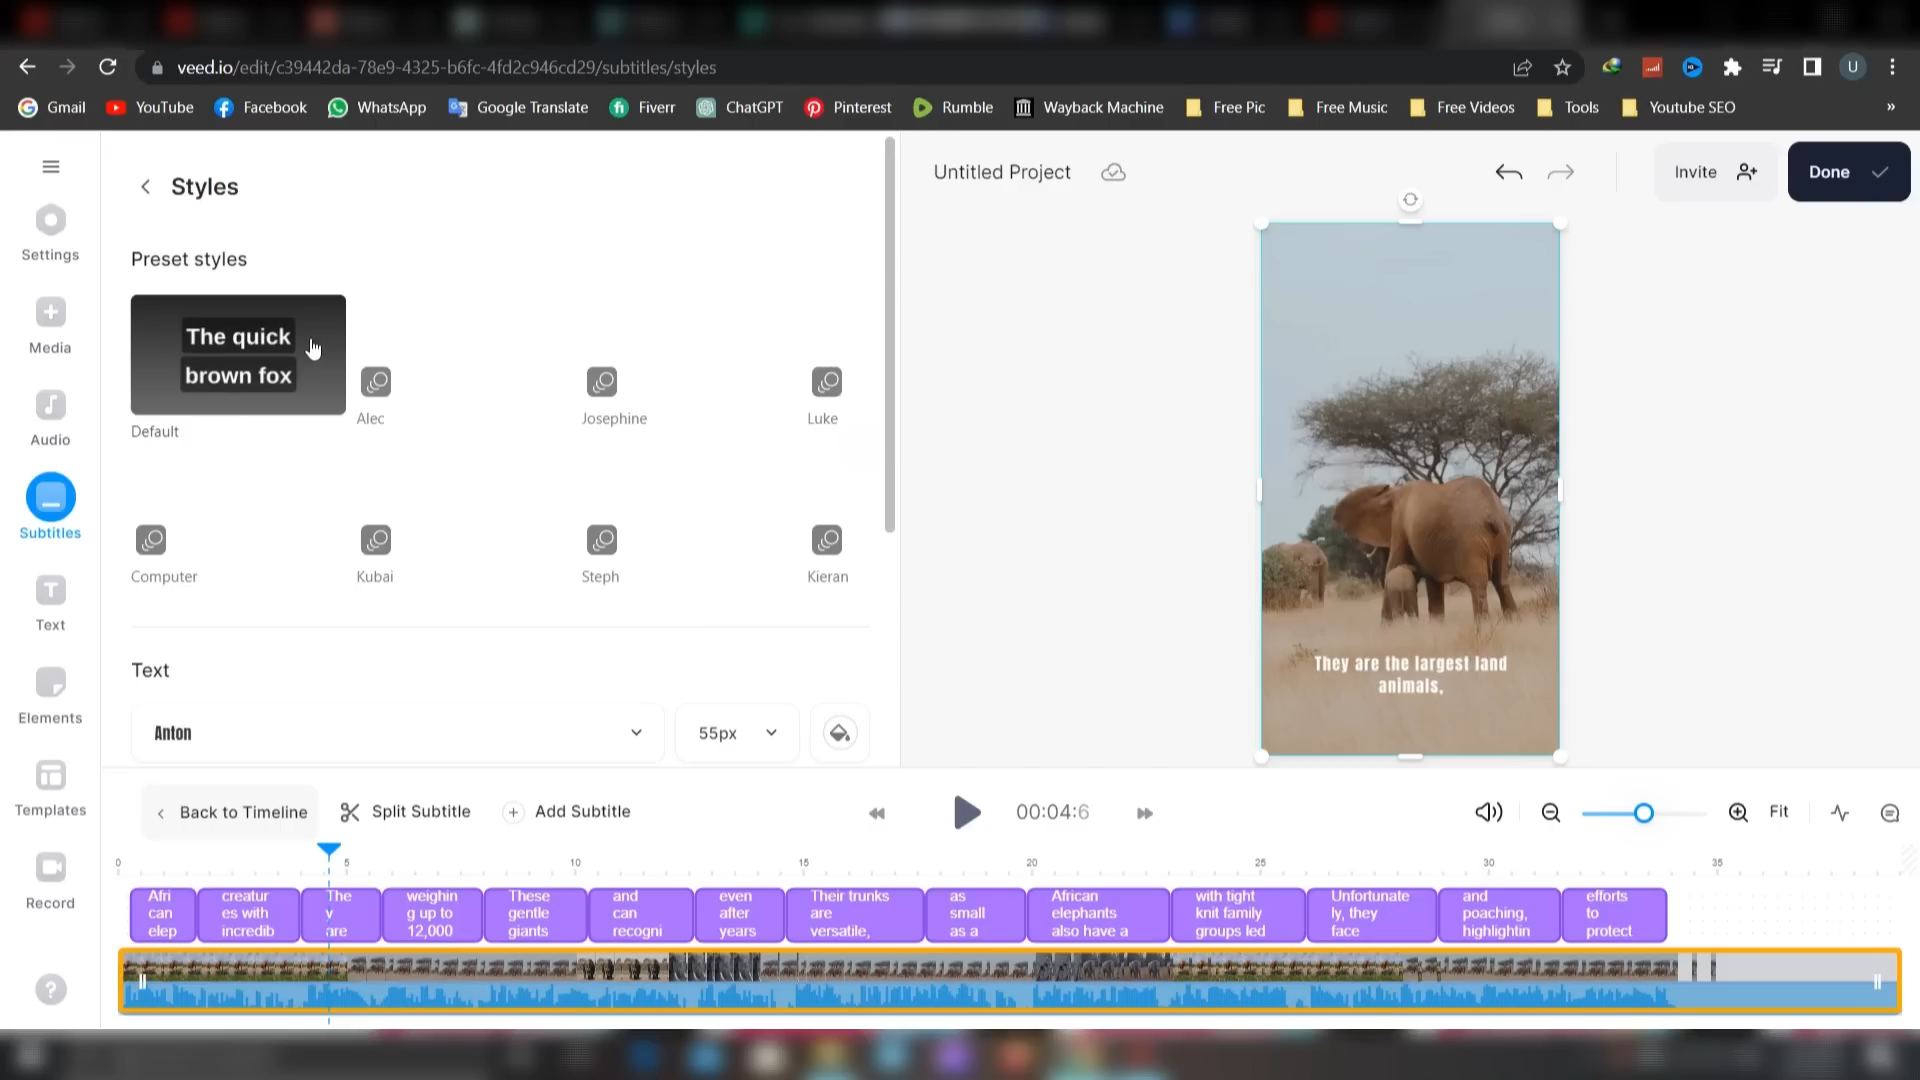 veed.io/edit/c39442da-78e9-4325-b6fc-4fd2c946cd29/subtitles/styles
U
Gmail YouTube Facebook WhatsApp Google Translate Fiverr ChatGPT Pinterest Rumble Wayback Machine Free Pic Free Music Free Videos Tools Youtube SEO »
Settings
Media
Audio
Subtitles
Text
Elements
Templates
Record
?
Styles
Preset styles
The quick
brown fox
Default
Alec
Josephine
Luke
Computer
Kubai
Steph
Kieran
Text
Anton
55px
Untitled Project
Invite
Done
They are the largest land
animals,
Back to Timeline
Split Subtitle
Add Subtitle
00:04:6
Fit
0 5 10 15 20 25 30 35
Afri
can
elep
creatur
es with
incredib
The
y
are
weighin
g up to
12,000
These
gentle
giants
and
can
recogni
even
after
years
Their trunks
are
versatile,
as
small
as a
African
elephants
also have a
with tight
knit family
groups led
Unfortunate
ly, they
face
and
poaching,
highlightin
efforts
to
protect